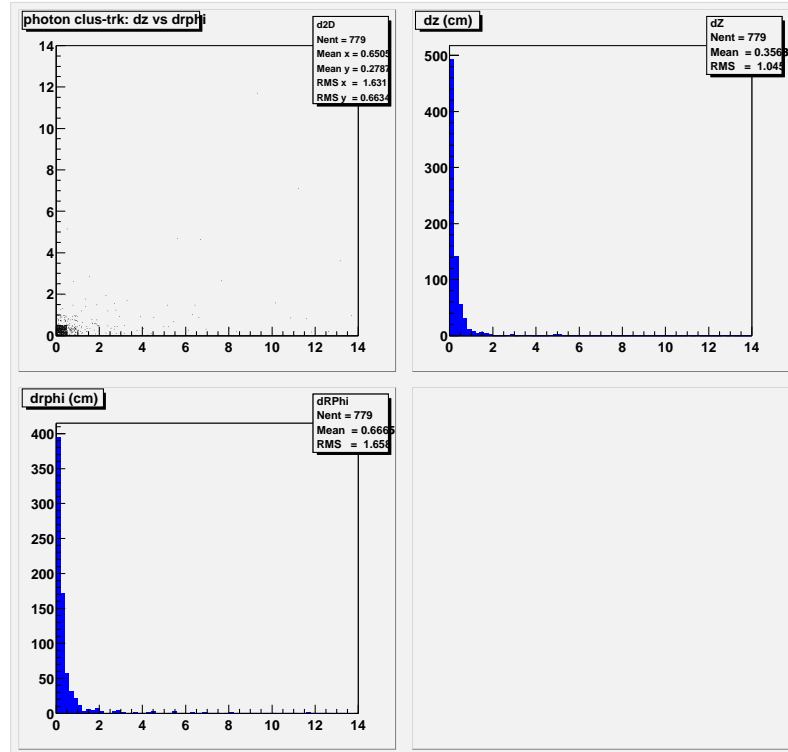 photon clus-trk: dz vs drphi
d2D
Nent = 779
Mean x = 0.6505
Mean y = 0.2787
RMS x = 1.631
RMS y = 0.6634
14
12
10
8
6
4
2
0
0 2 4 6 8 10 12 14
dz (cm)
dZ
Nent = 779
Mean = 0.3563
RMS = 1.045
500
400
300
200
100
0
0 2 4 6 8 10 12 14
drphi (cm)
dRPhi
Nent = 779
Mean = 0.6665
RMS = 1.658
400
350
300
250
200
150
100
50
0
0 2 4 6 8 10 12 14